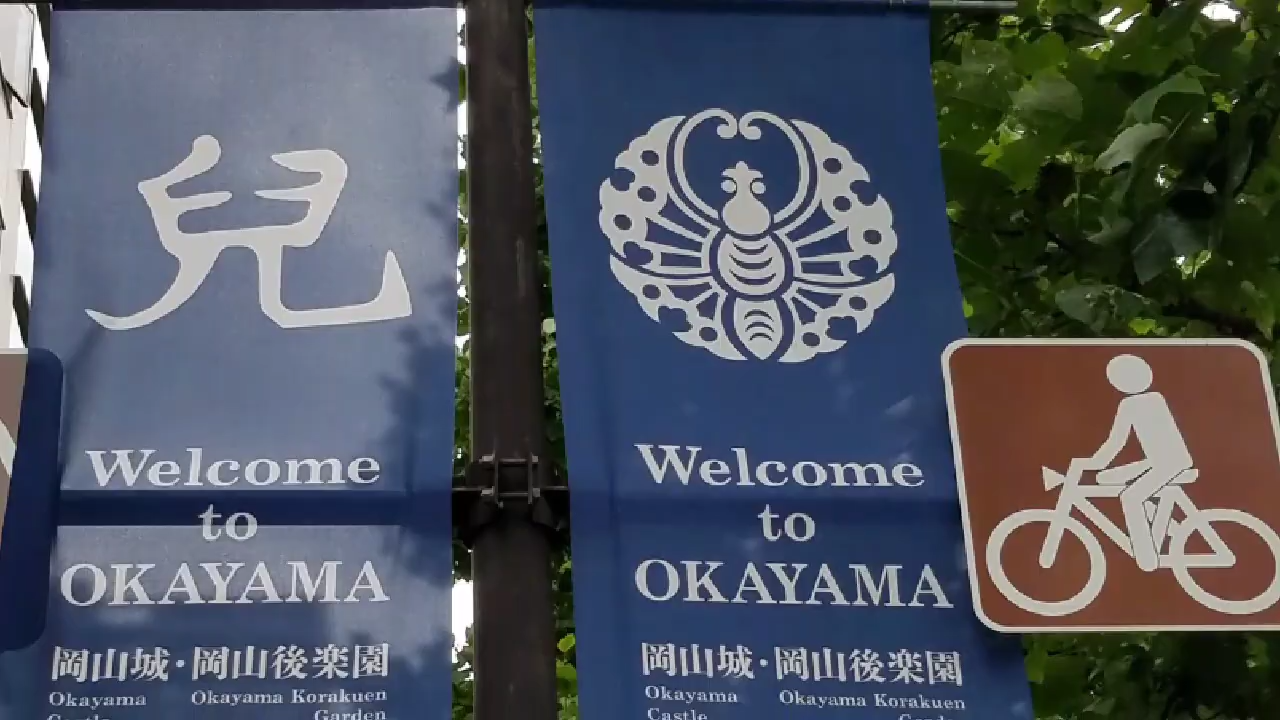 兒
Welcome
to
OKAYAMA
岡山城・岡山後楽園
Okayama Okayama Korakuen
Castle Garden
Welcome
to
OKAYAMA
岡山城・岡山後楽園
Okayama Okayama Korakuen
Castle